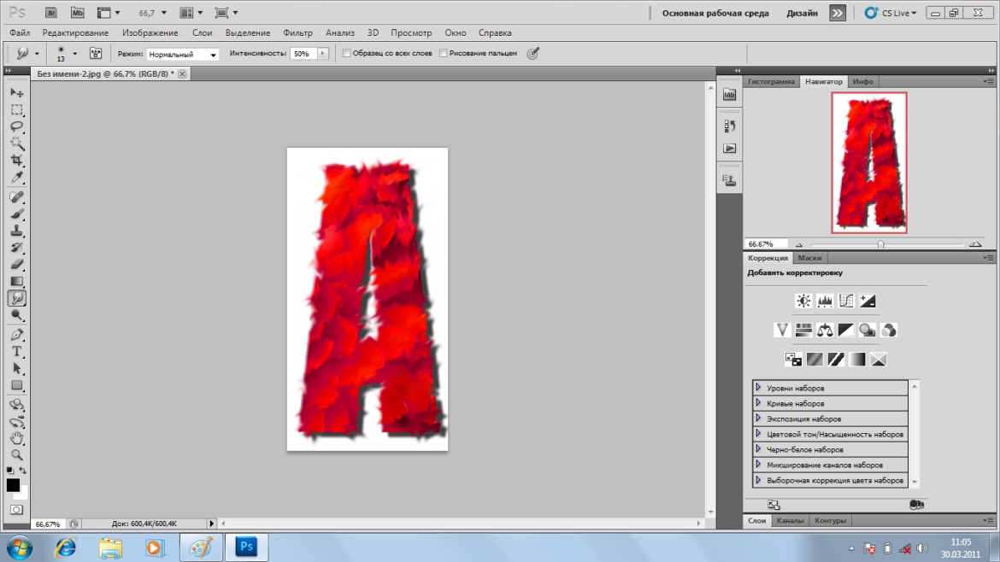 Ps Br Mb 66,7 Основная рабочая среда Дизайн CS Live
Файл Редактирование Изображение Слои Выделение Фильтр Анализ 3D Просмотр Окно Справка
13 Режим: Нормальный Интенсивность: 50% Образец со всех слоев Рисование пальцем
Без имени-2.jpg @ 66,7% (RGB/8) *
Гистограмма Навигатор Инфо
Mb
A
66.67%
Коррекция Маски
Добавить корректировку
Уровни наборов
Кривые наборов
Экспозиция наборов
Цветовой тон/Насыщенность наборов
Черно-белое наборов
Микширование каналов наборов
Выборочная коррекция цвета наборов
Слои Каналы Контуры
66,67% Док: 600,4K/600,4K
Ps
11:05
30.03.2011